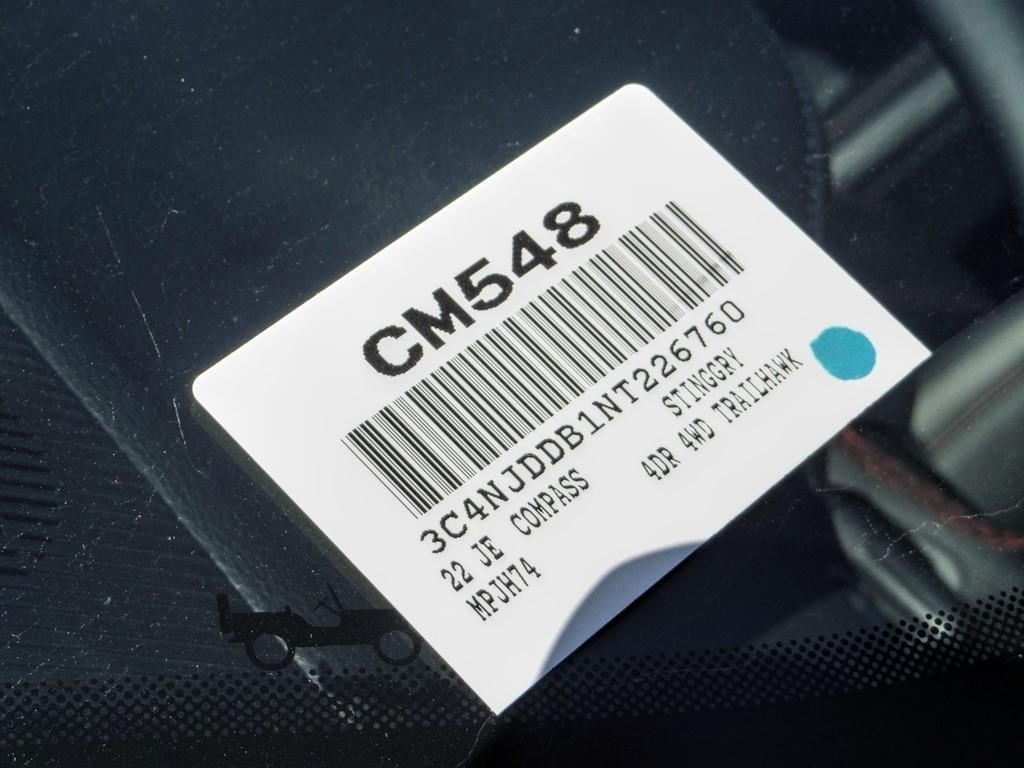 CM548
3C4NJDDB1NT226760
22 JE COMPASS STINGGRY
MPJH74 4DR 4WD TRAILHAWK